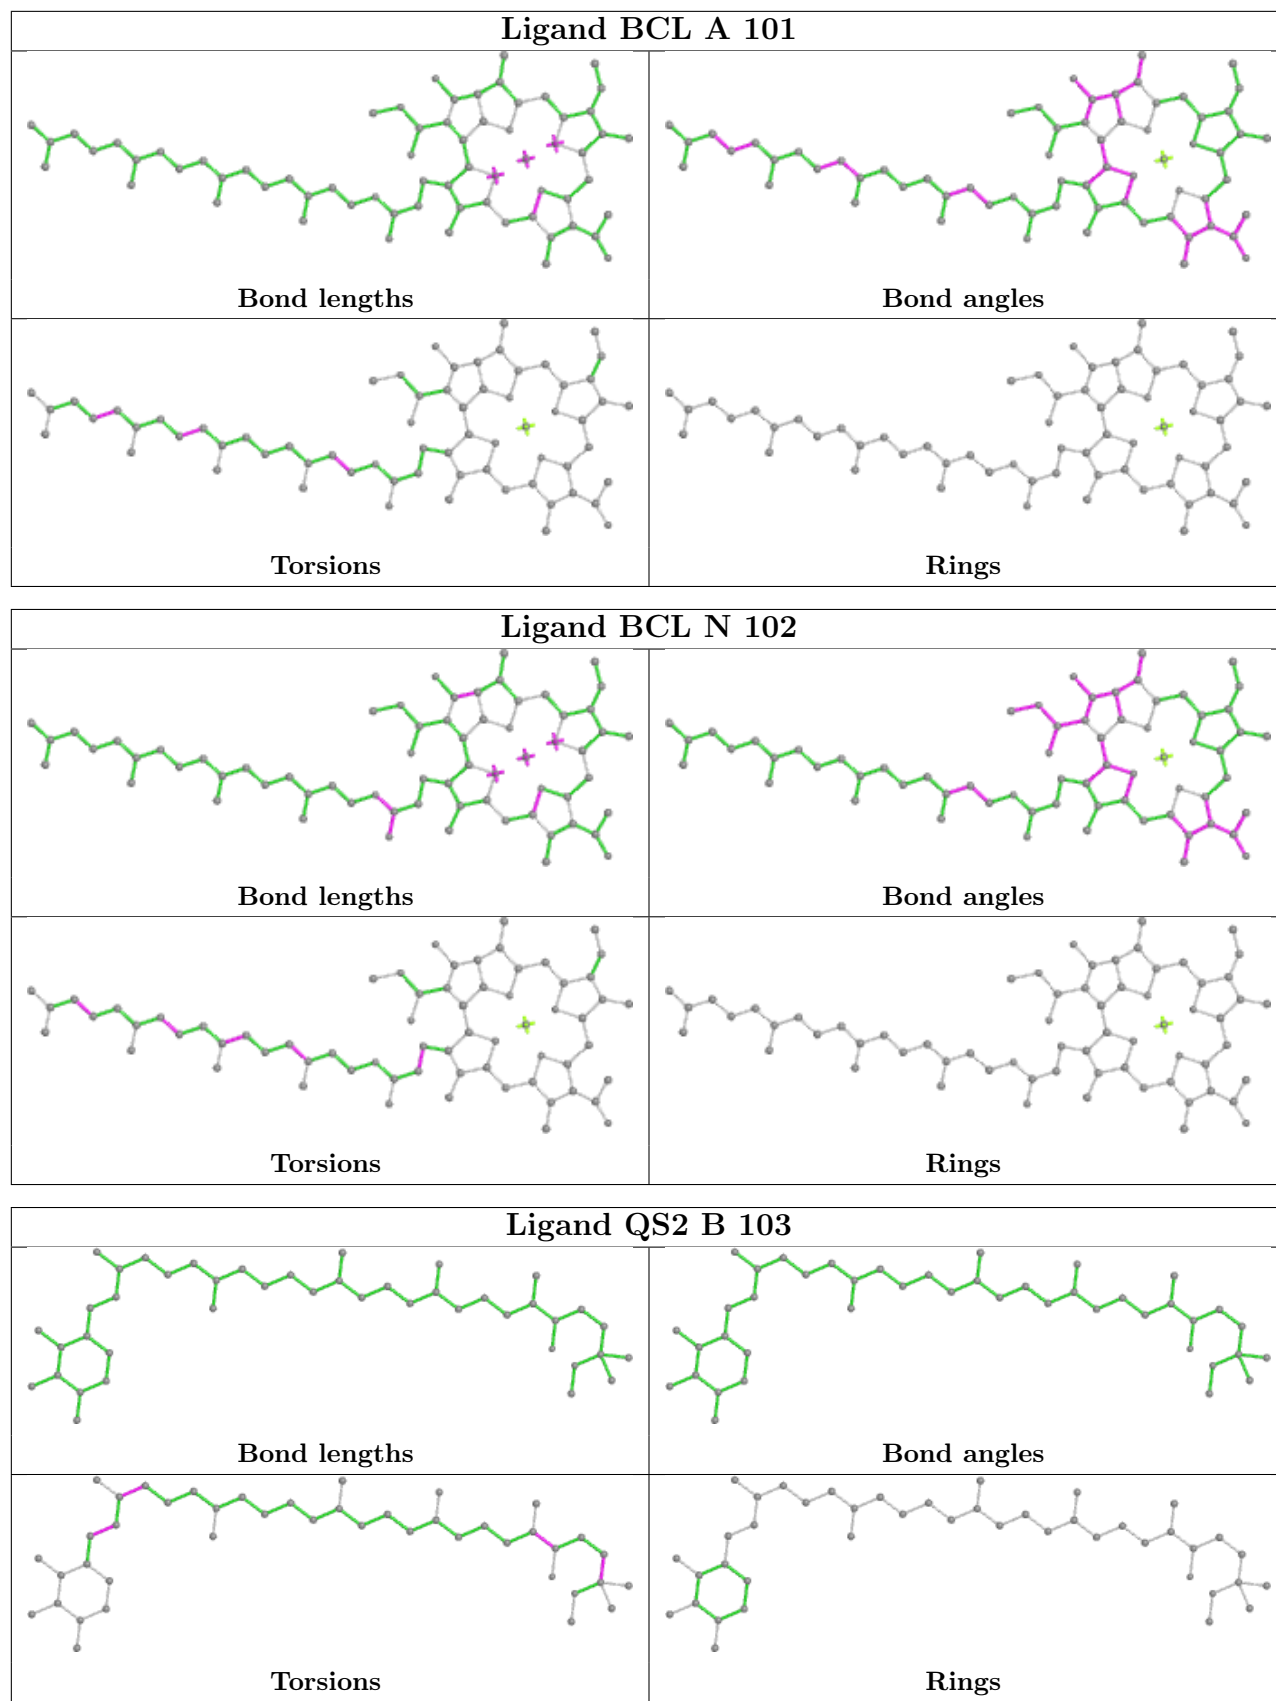 Ligand BCL A 101
Bond lengths
Bond angles
Torsions
Rings
Ligand BCL N 102
Bond lengths
Bond angles
Torsions
Rings
Ligand QS2 B 103
Bond lengths
Bond angles
Torsions
Rings